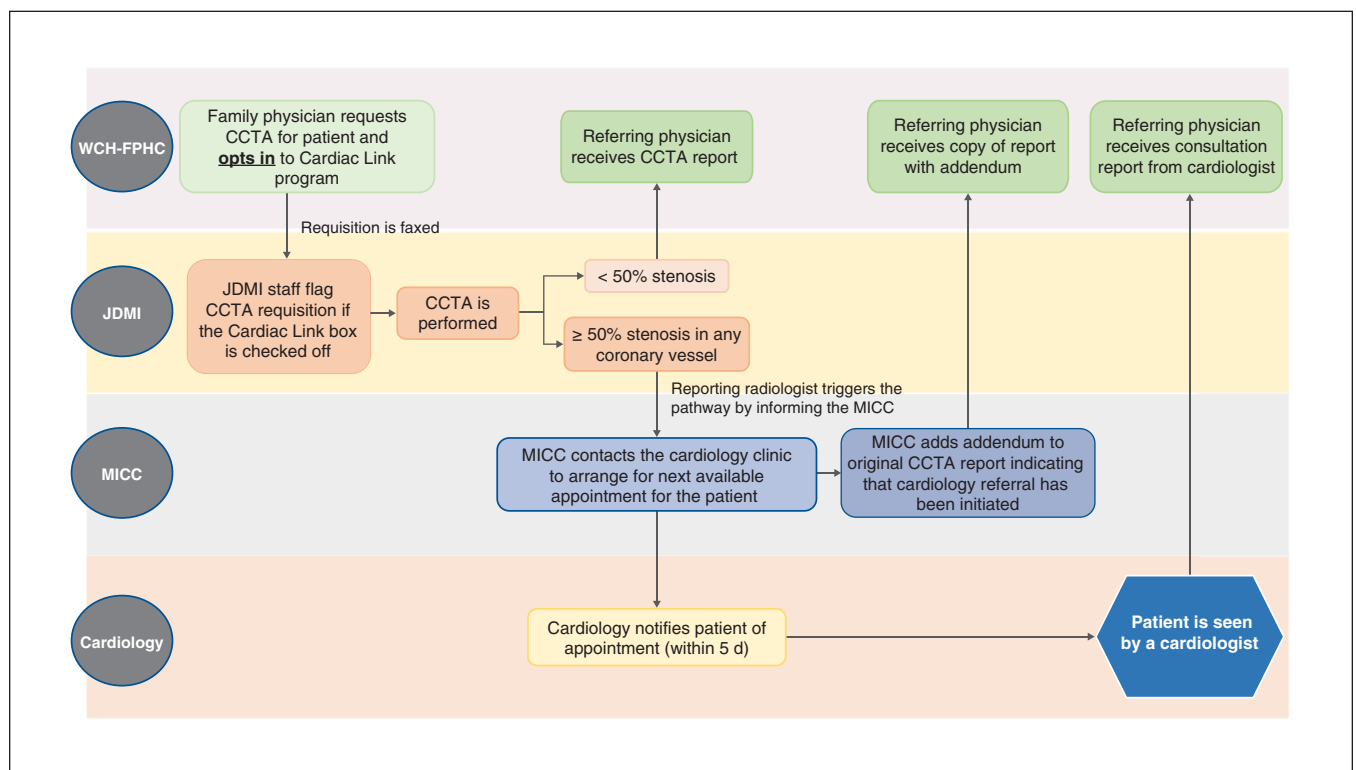 WCH-FPHC
Family physician requests
CCTA for patient and
opts in to Cardiac Link
program
Referring physician
receives CCTA report
Referring physician
receives copy of report
with addendum
Referring physician
receives consultation
report from cardiologist
Requisition is faxed
JDMI
JDMI staff flag
CCTA requisition if
the Cardiac Link box
is checked off
CCTA is
performed
< 50% stenosis
≥ 50% stenosis in any
coronary vessel
Reporting radiologist triggers the
pathway by informing the MICC
MICC
MICC contacts the cardiology clinic
to arrange for next available
appointment for the patient
MICC adds addendum to
original CCTA report indicating
that cardiology referral has
been initiated
Cardiology
Cardiology notifies patient of
appointment (within 5 d)
Patient is seen
by a cardiologist